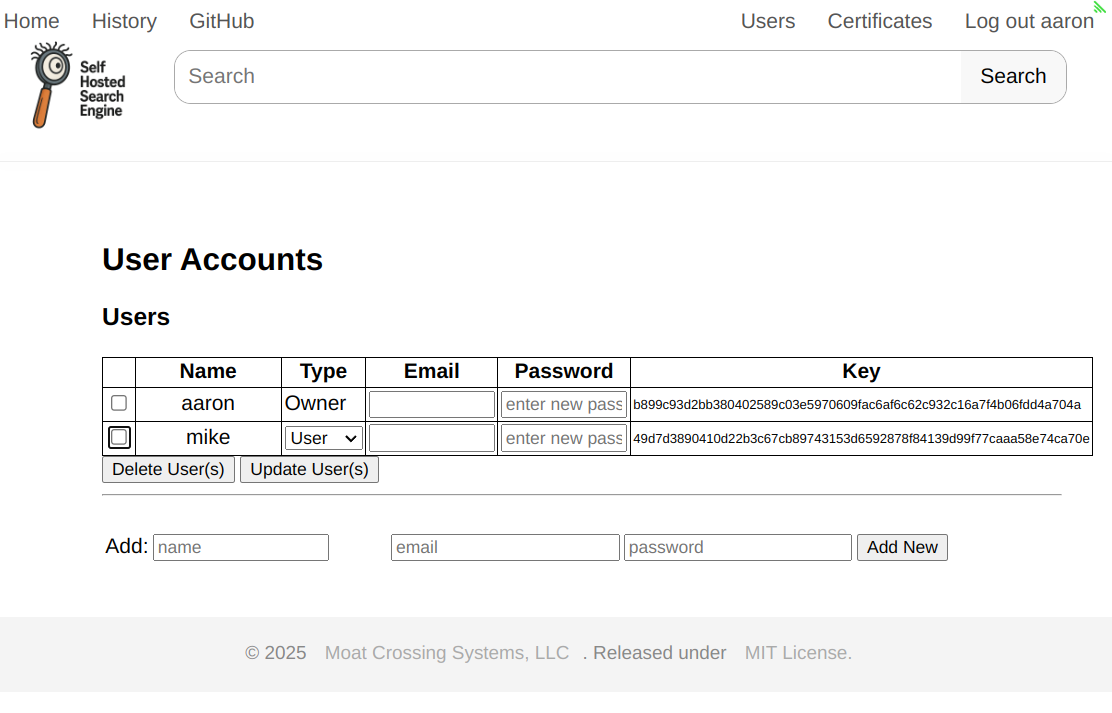 Home History GitHub Users Certificates Log out aaron
Self
Hosted
Search
Engine
Search Search
User Accounts
Users
Name Type Email Password Key
aaron Owner enter new pass b899c93d2bb380402589c03e5970609fac6af6c62c932c16a7f4b06fdd4a704a
mike User enter new pass 49d7d3890410d22b3c67cb89743153d6592878f84139d99f77caaa58e74ca70e
Delete User(s) Update User(s)
Add: name email password Add New
© 2025 Moat Crossing Systems, LLC . Released under MIT License.